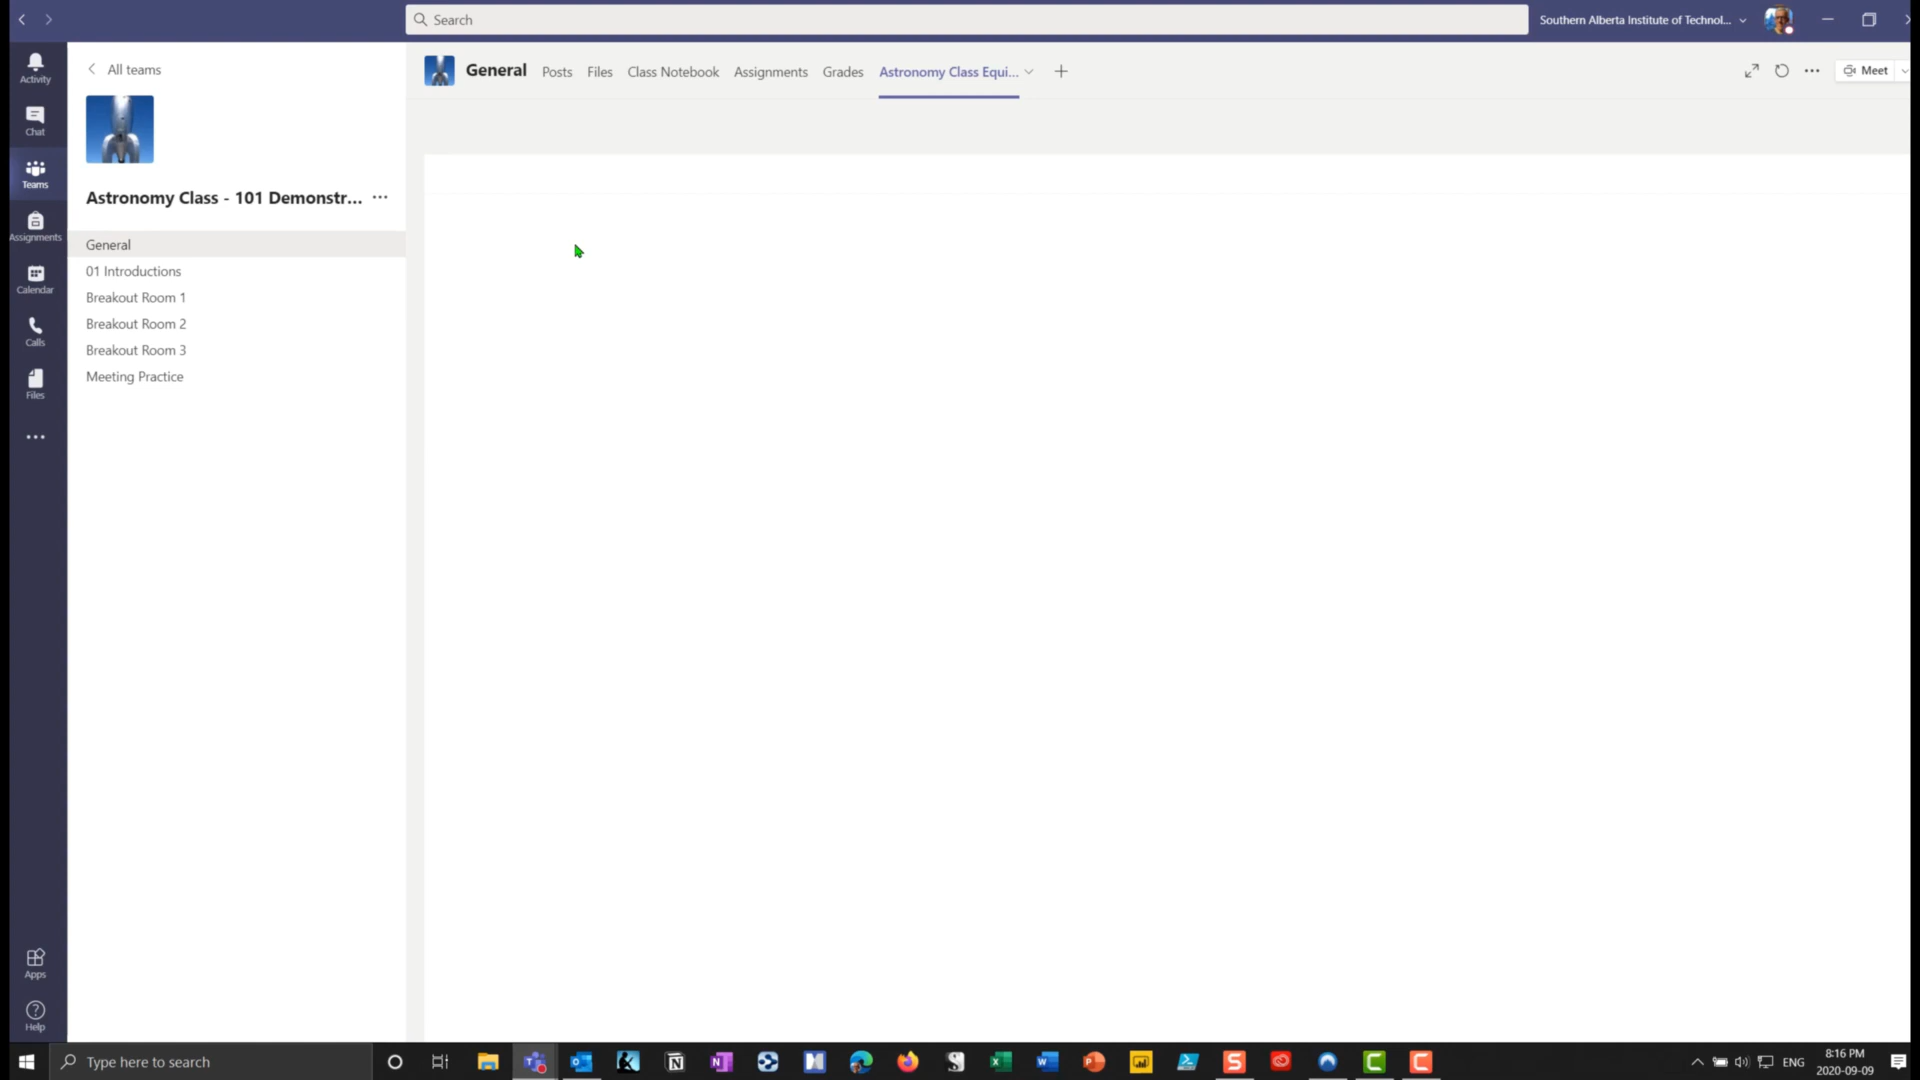 Search
Southern Alberta Institute of Technol...
Activity
Chat
Teams
Assignments
Calendar
Calls
Files
Apps
Help
All teams
Astronomy Class - 101 Demonstr...
General
01 Introductions
Breakout Room 1
Breakout Room 2
Breakout Room 3
Meeting Practice
General Posts Files Class Notebook Assignments Grades Astronomy Class Equi...
Meet
Type here to search
ENG
8:16 PM
2020-09-09